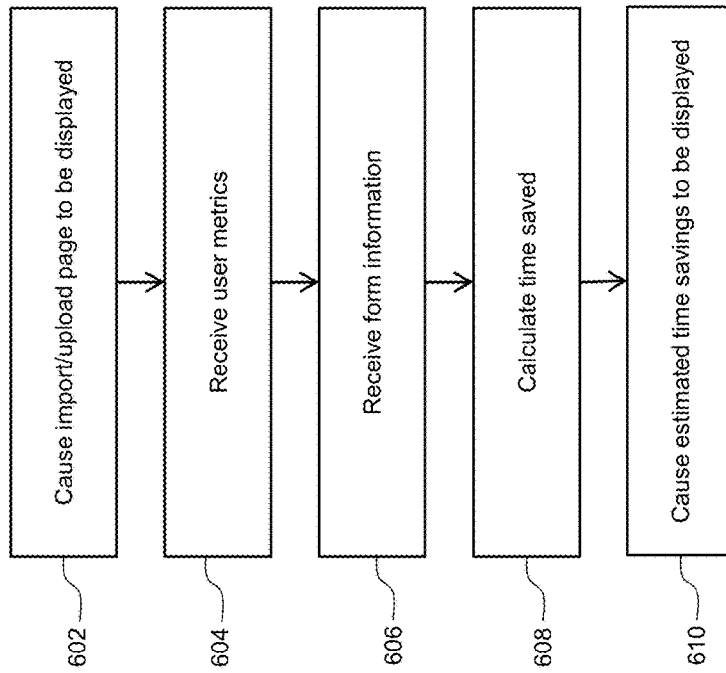 602
Cause import/upload page to be displayed
604
Receive user metrics
606
Receive form information
608
Calculate time saved
610
Cause estimated time savings to be displayed